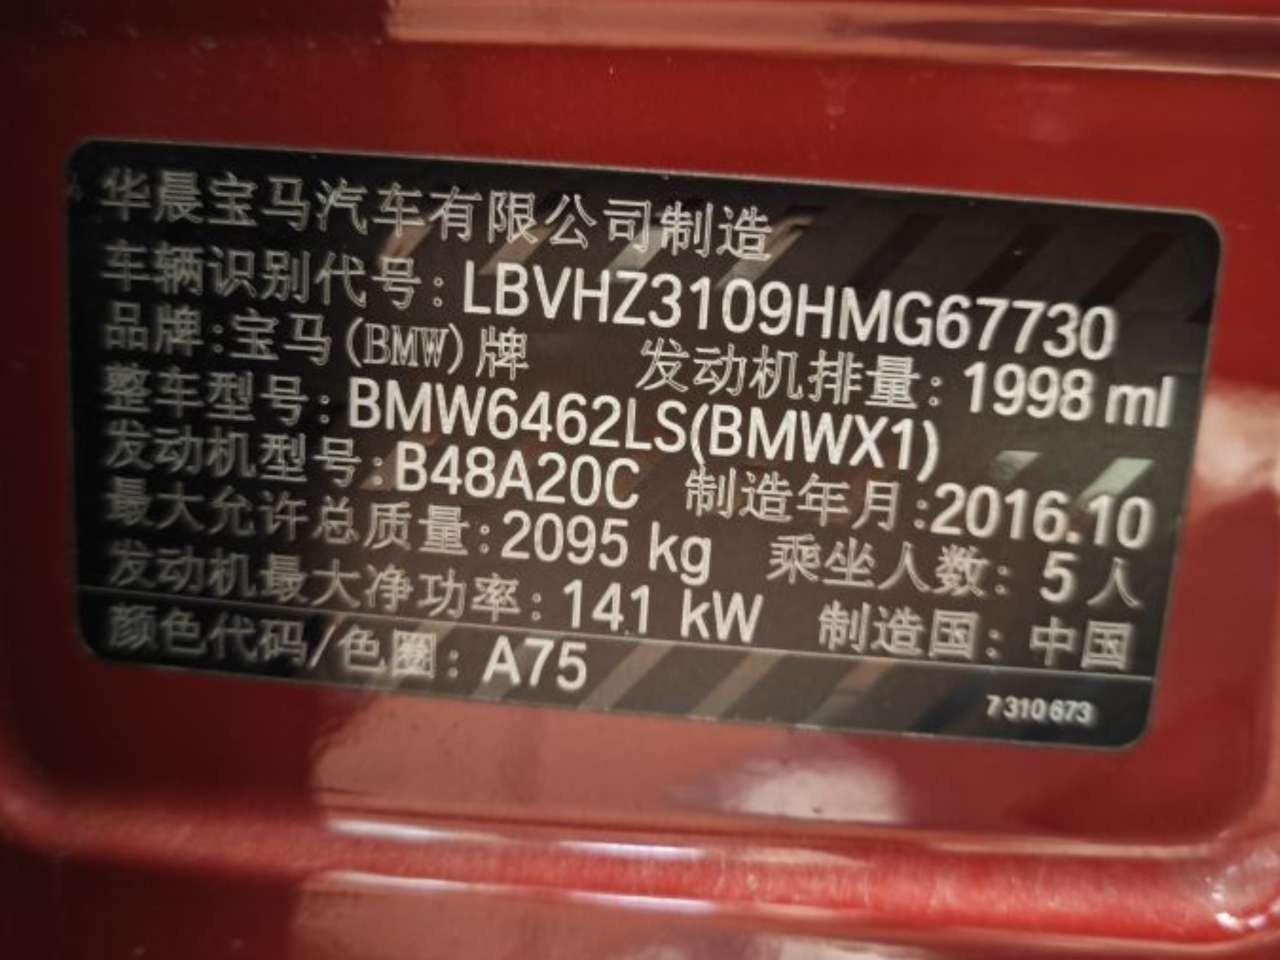 华晨宝马汽车有限公司制造
车辆识别代号：LBVHZ3109HMG67730
品牌：宝马(BMW)牌 发动机排量：1998 ml
整车型号：BMW6462LS(BMWX1)
发动机型号：B48A20C 制造年月：2016.10
最大允许总质量：2095 kg 乘坐人数：5人
发动机最大净功率：141 kW 制造国：中国
颜色代码/色圈：A75
7 310 673